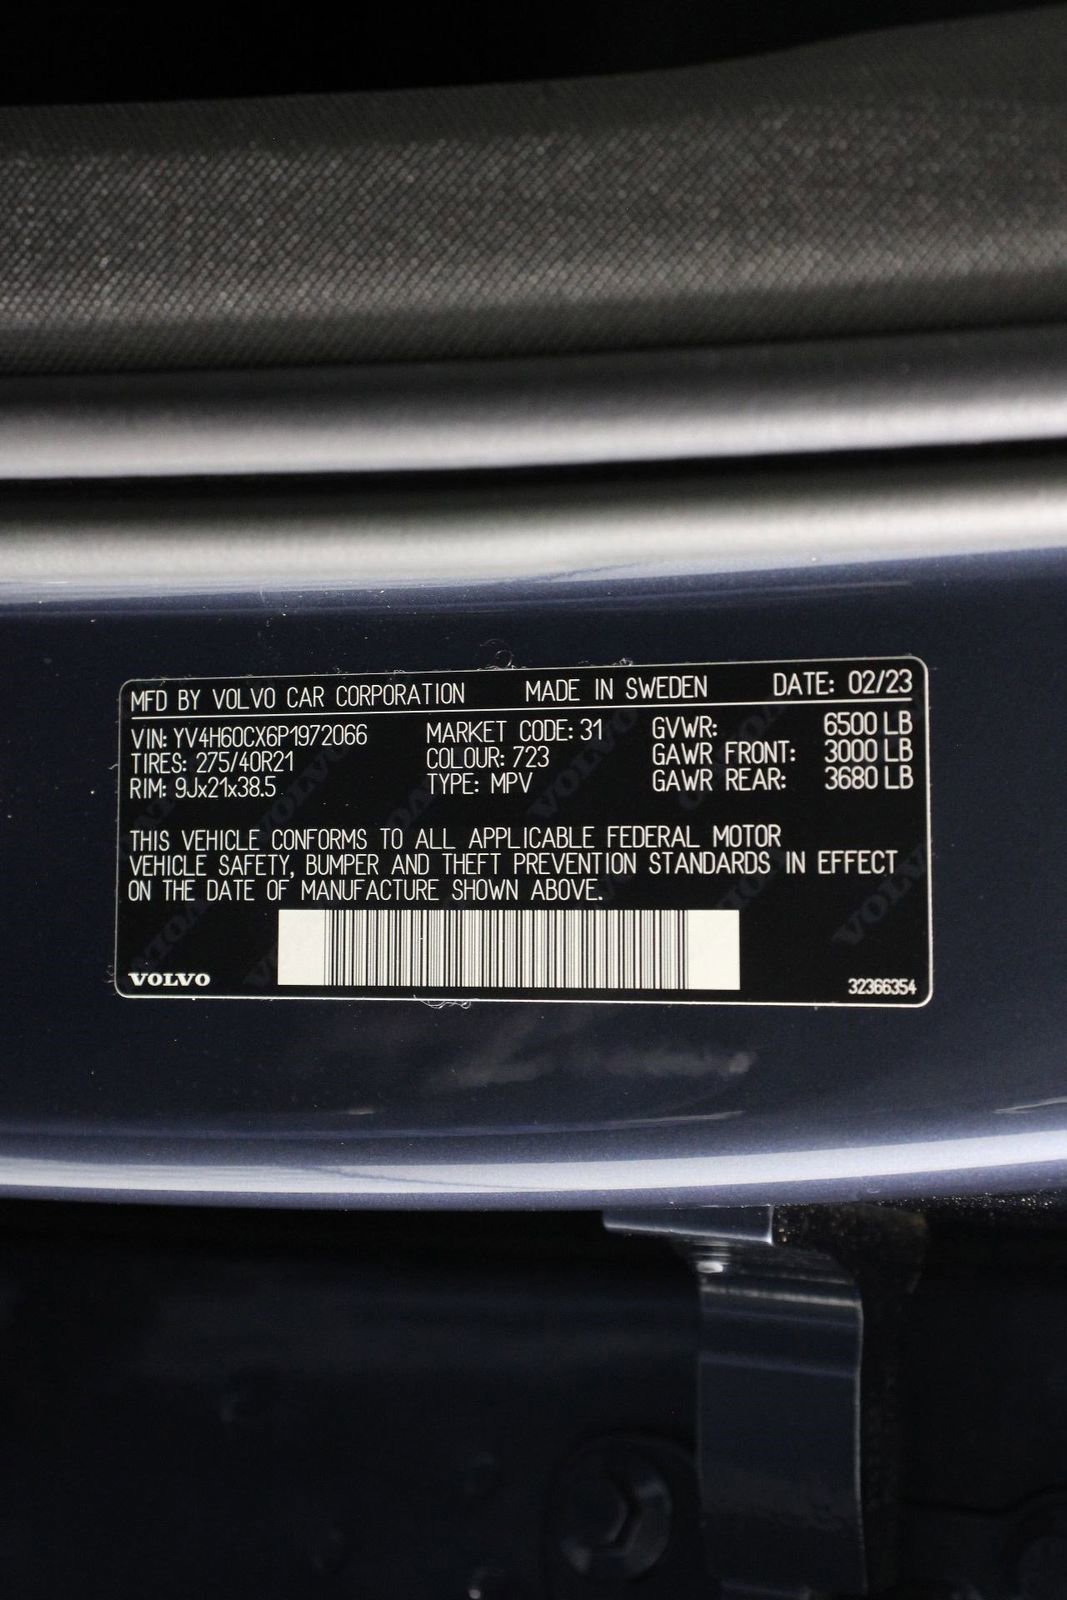 MFD BY VOLVO CAR CORPORATION MADE IN SWEDEN DATE: 02/23
VIN: YV4H60CX6P1972066 MARKET CODE: 31 GVWR: 6500 LB
TIRES: 275/40R21 COLOUR: 723 GAWR FRONT: 3000 LB
RIM: 9Jx21x38.5 TYPE: MPV GAWR REAR: 3680 LB
THIS VEHICLE CONFORMS TO ALL APPLICABLE FEDERAL MOTOR
VEHICLE SAFETY, BUMPER AND THEFT PREVENTION STANDARDS IN EFFECT
ON THE DATE OF MANUFACTURE SHOWN ABOVE.
VOLVO 32366354